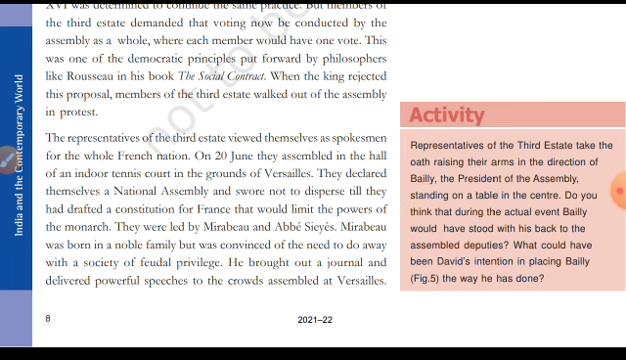 XVI was determined to continue the same practice. But members of
the third estate demanded that voting now be conducted by the
assembly as a whole, where each member would have one vote. This
was one of the democratic principles put forward by philosophers
like Rousseau in his book The Social Contract. When the king rejected
this proposal, members of the third estate walked out of the assembly
in protest.
The representatives of the third estate viewed themselves as spokesmen
for the whole French nation. On 20 June they assembled in the hall
of an indoor tennis court in the grounds of Versailles. They declared
themselves a National Assembly and swore not to disperse till they
had drafted a constitution for France that would limit the powers of
the monarch. They were led by Mirabeau and Abbé Sieyès. Mirabeau
was born in a noble family but was convinced of the need to do away
with a society of feudal privilege. He brought out a journal and
delivered powerful speeches to the crowds assembled at Versailles.
Activity
Representatives of the Third Estate take the
oath raising their arms in the direction of
Bailly, the President of the Assembly,
standing on a table in the centre. Do you
think that during the actual event Bailly
would have stood with his back to the
assembled deputies? What could have
been David's intention in placing Bailly
(Fig.5) the way he has done?
India and the Contemporary World
8
2021–22
not to be